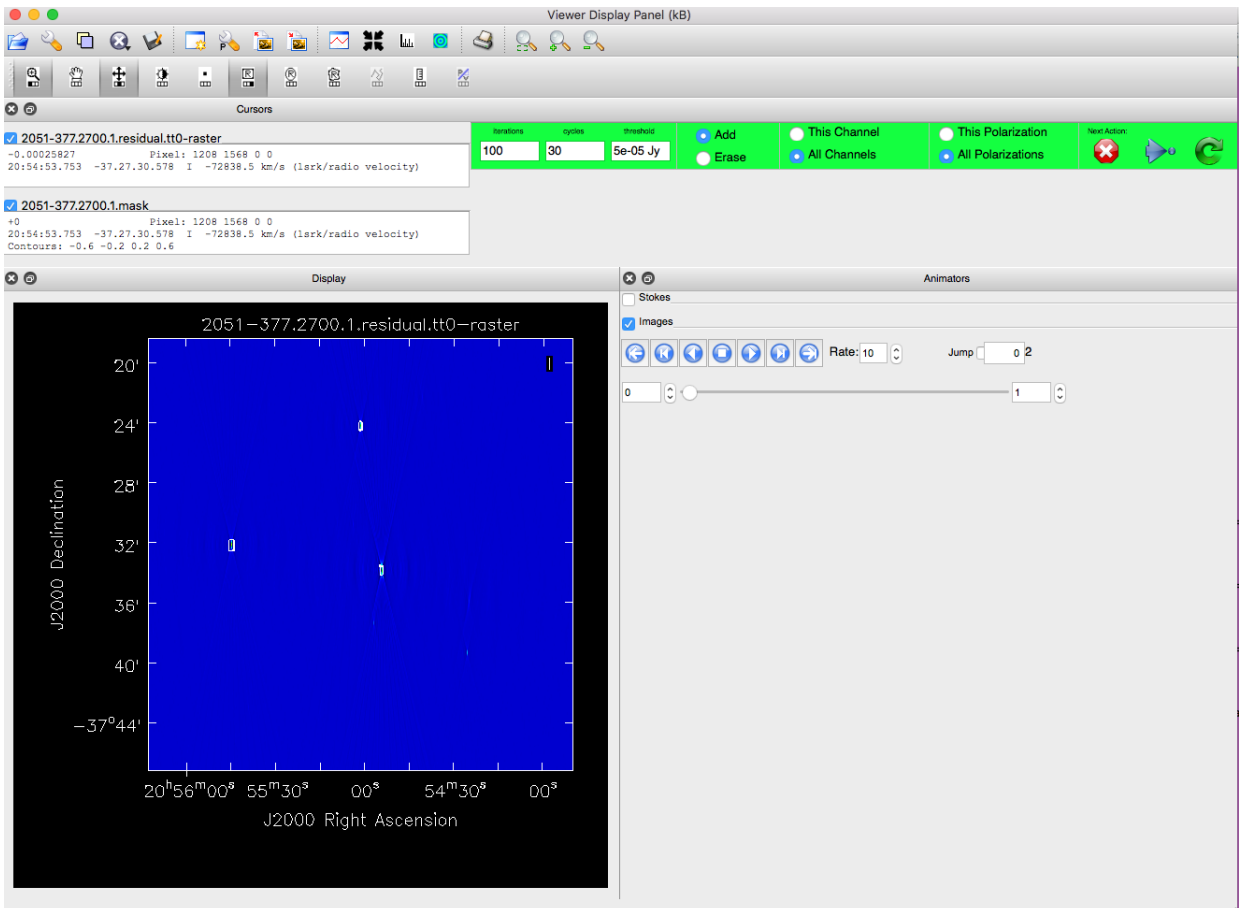 Viewer Display Panel (kB)
Cursors
2051-377.2700.1.residual.tt0-raster
-0.00025827 Pixel: 1208 1568 0 0
20:54:53.753 -37.27.30.578 I -72838.5 km/s (lsrk/radio velocity)
2051-377.2700.1.mask
+0 Pixel: 1208 1568 0 0
20:54:53.753 -37.27.30.578 I -72838.5 km/s (lsrk/radio velocity)
Contours: -0.6 -0.2 0.2 0.6
iterations cycles threshold
100 30 5e-05 Jy
Add This Channel This Polarization Next Action:
Erase All Channels All Polarizations
Display
2051-377.2700.1.residual.tt0-raster
20'
24'
28'
32'
36'
40'
-37°44'
J2000 Declination
20h56m00s 55m30s 00s 54m30s 00s
J2000 Right Ascension
Animators
Stokes
Images
Rate: 10 Jump 0 2
0 1